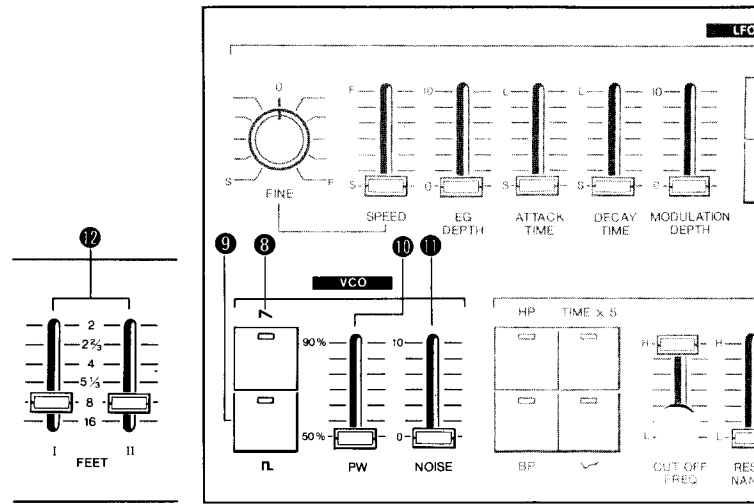 LFO
0
S F
FINE
F S
SPEED
10 0
EG DEPTH
L S
ATTACK TIME
L S
DECAY TIME
10 0
MODULATION DEPTH
12
2
2⅔
4
5⅓
8
16
I II
FEET
9 8 10 11
VCO
90%
50%
PW
10
0
NOISE
HP TIME x 5
BP
H
L
CUT OFF FREQ
H
L
RES
NAN